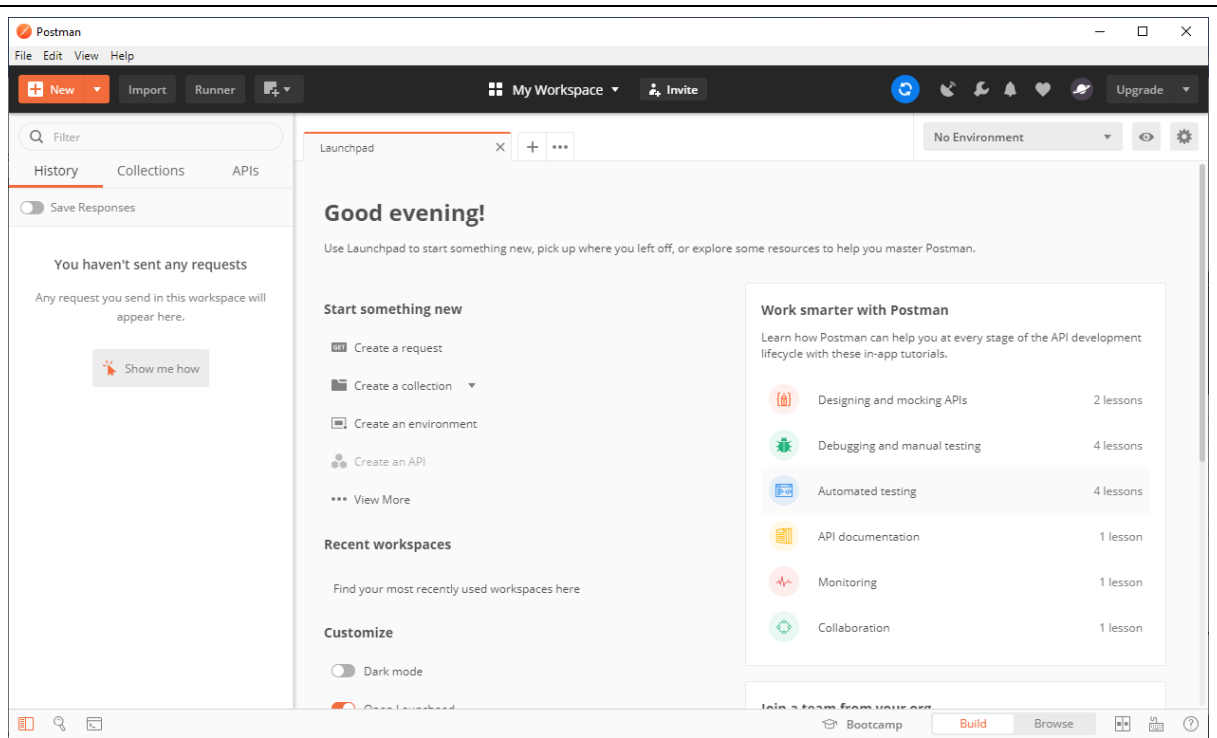 Postman
File Edit View Help
New Import Runner My Workspace Invite Upgrade
Filter
History Collections APIs
Save Responses
You haven't sent any requests
Any request you send in this workspace will
appear here.
Show me how
Launchpad
No Environment
Good evening!
Use Launchpad to start something new, pick up where you left off, or explore some resources to help you master Postman.
Start something new
GET Create a request
Create a collection
Create an environment
Create an API
View More
Recent workspaces
Find your most recently used workspaces here
Customize
Dark mode
Open Launchpad
Work smarter with Postman
Learn how Postman can help you at every stage of the API development
lifecycle with these in-app tutorials.
Designing and mocking APIs 2 lessons
Debugging and manual testing 4 lessons
Automated testing 4 lessons
API documentation 1 lesson
Monitoring 1 lesson
Collaboration 1 lesson
Join a team from your org
Bootcamp Build Browse